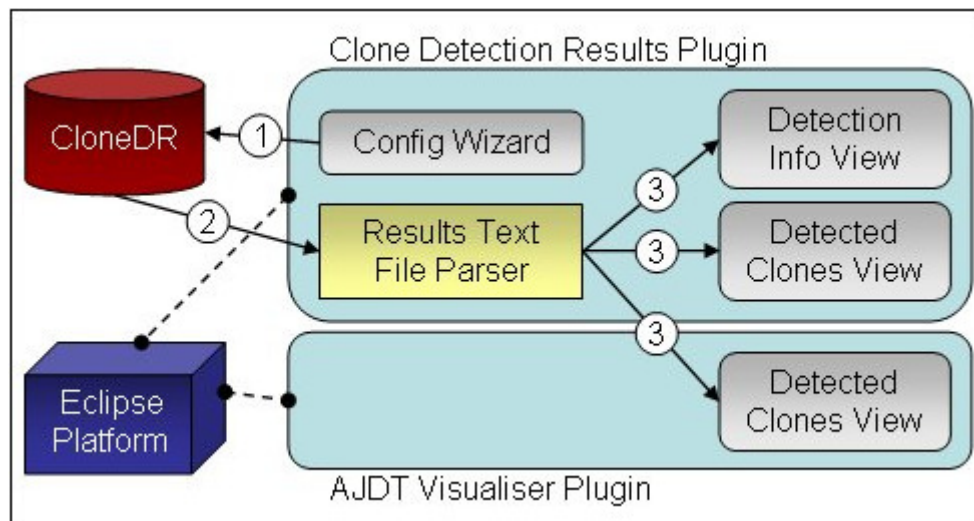 Clone Detection Results Plugin
CloneDR
1
Config Wizard
Detection
Info View
2
Results Text
File Parser
3
3
Detected
Clones View
3
Eclipse
Platform
Detected
Clones View
AJDT Visualiser Plugin